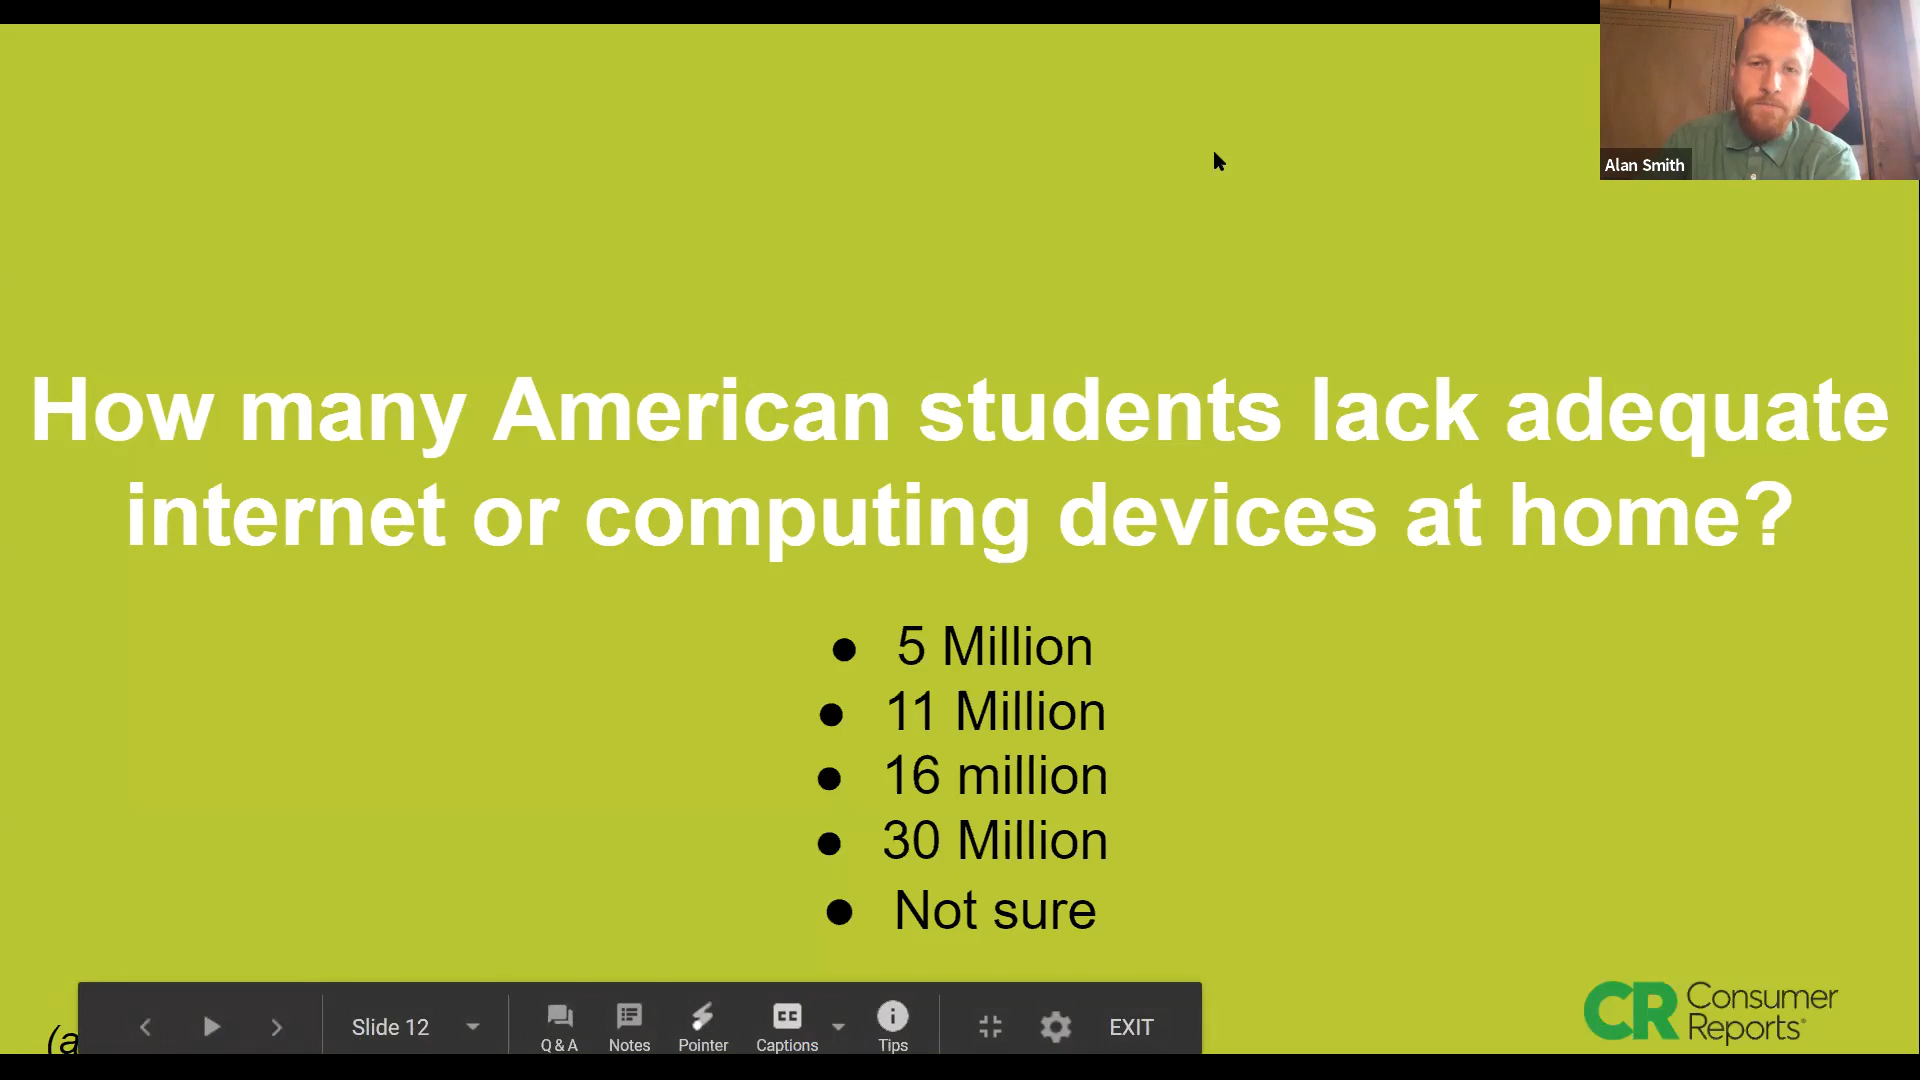 Alan Smith
How many American students lack adequate
internet or computing devices at home?
● 5 Million
● 11 Million
● 16 million
● 30 Million
● Not sure
(a
Slide 12
Q & A
Notes
Pointer
CC
Captions
Tips
EXIT
CR Consumer
Reports